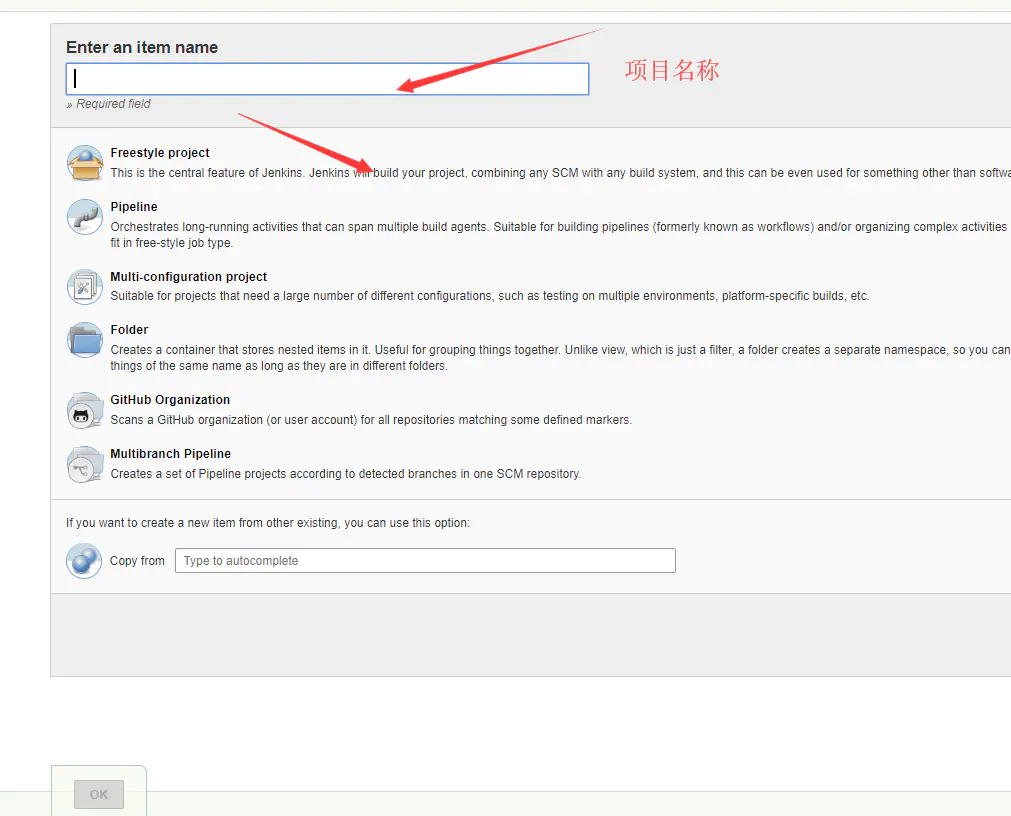 Enter an item name
项目名称
» Required field
Freestyle project
This is the central feature of Jenkins. Jenkins will build your project, combining any SCM with any build system, and this can be even used for something other than
Pipeline
Orchestrates long-running activities that can span multiple build agents. Suitable for building pipelines (formerly known as workflows) and/or organizing complex activities
fit in free-style job type.
Multi-configuration project
Suitable for projects that need a large number of different configurations, such as testing on multiple environments, platform-specific builds, etc.
Folder
Creates a container that stores nested items in it. Useful for grouping things together. Unlike view, which is just a filter, a folder creates a separate namespace, so you can
things of the same name as long as they are in different folders.
GitHub Organization
Scans a GitHub organization (or user account) for all repositories matching some defined markers.
Multibranch Pipeline
Creates a set of Pipeline projects according to detected branches in one SCM repository.
If you want to create a new item from other existing, you can use this option:
Copy from Type to autocomplete
OK